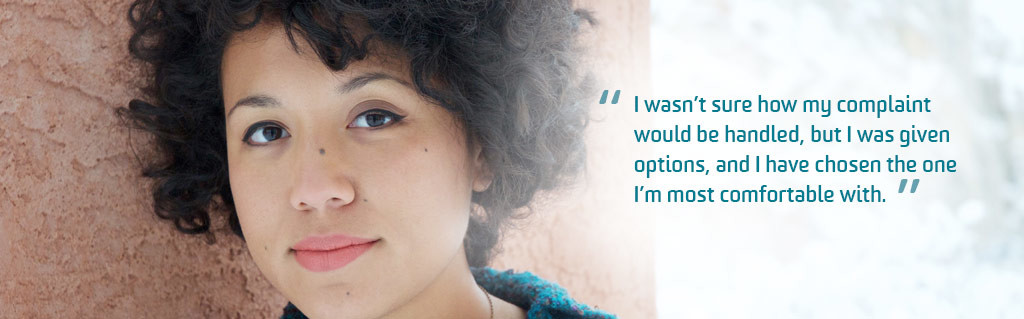 “ I wasn’t sure how my complaint
would be handled, but I was given
options, and I have chosen the one
I’m most comfortable with. ”